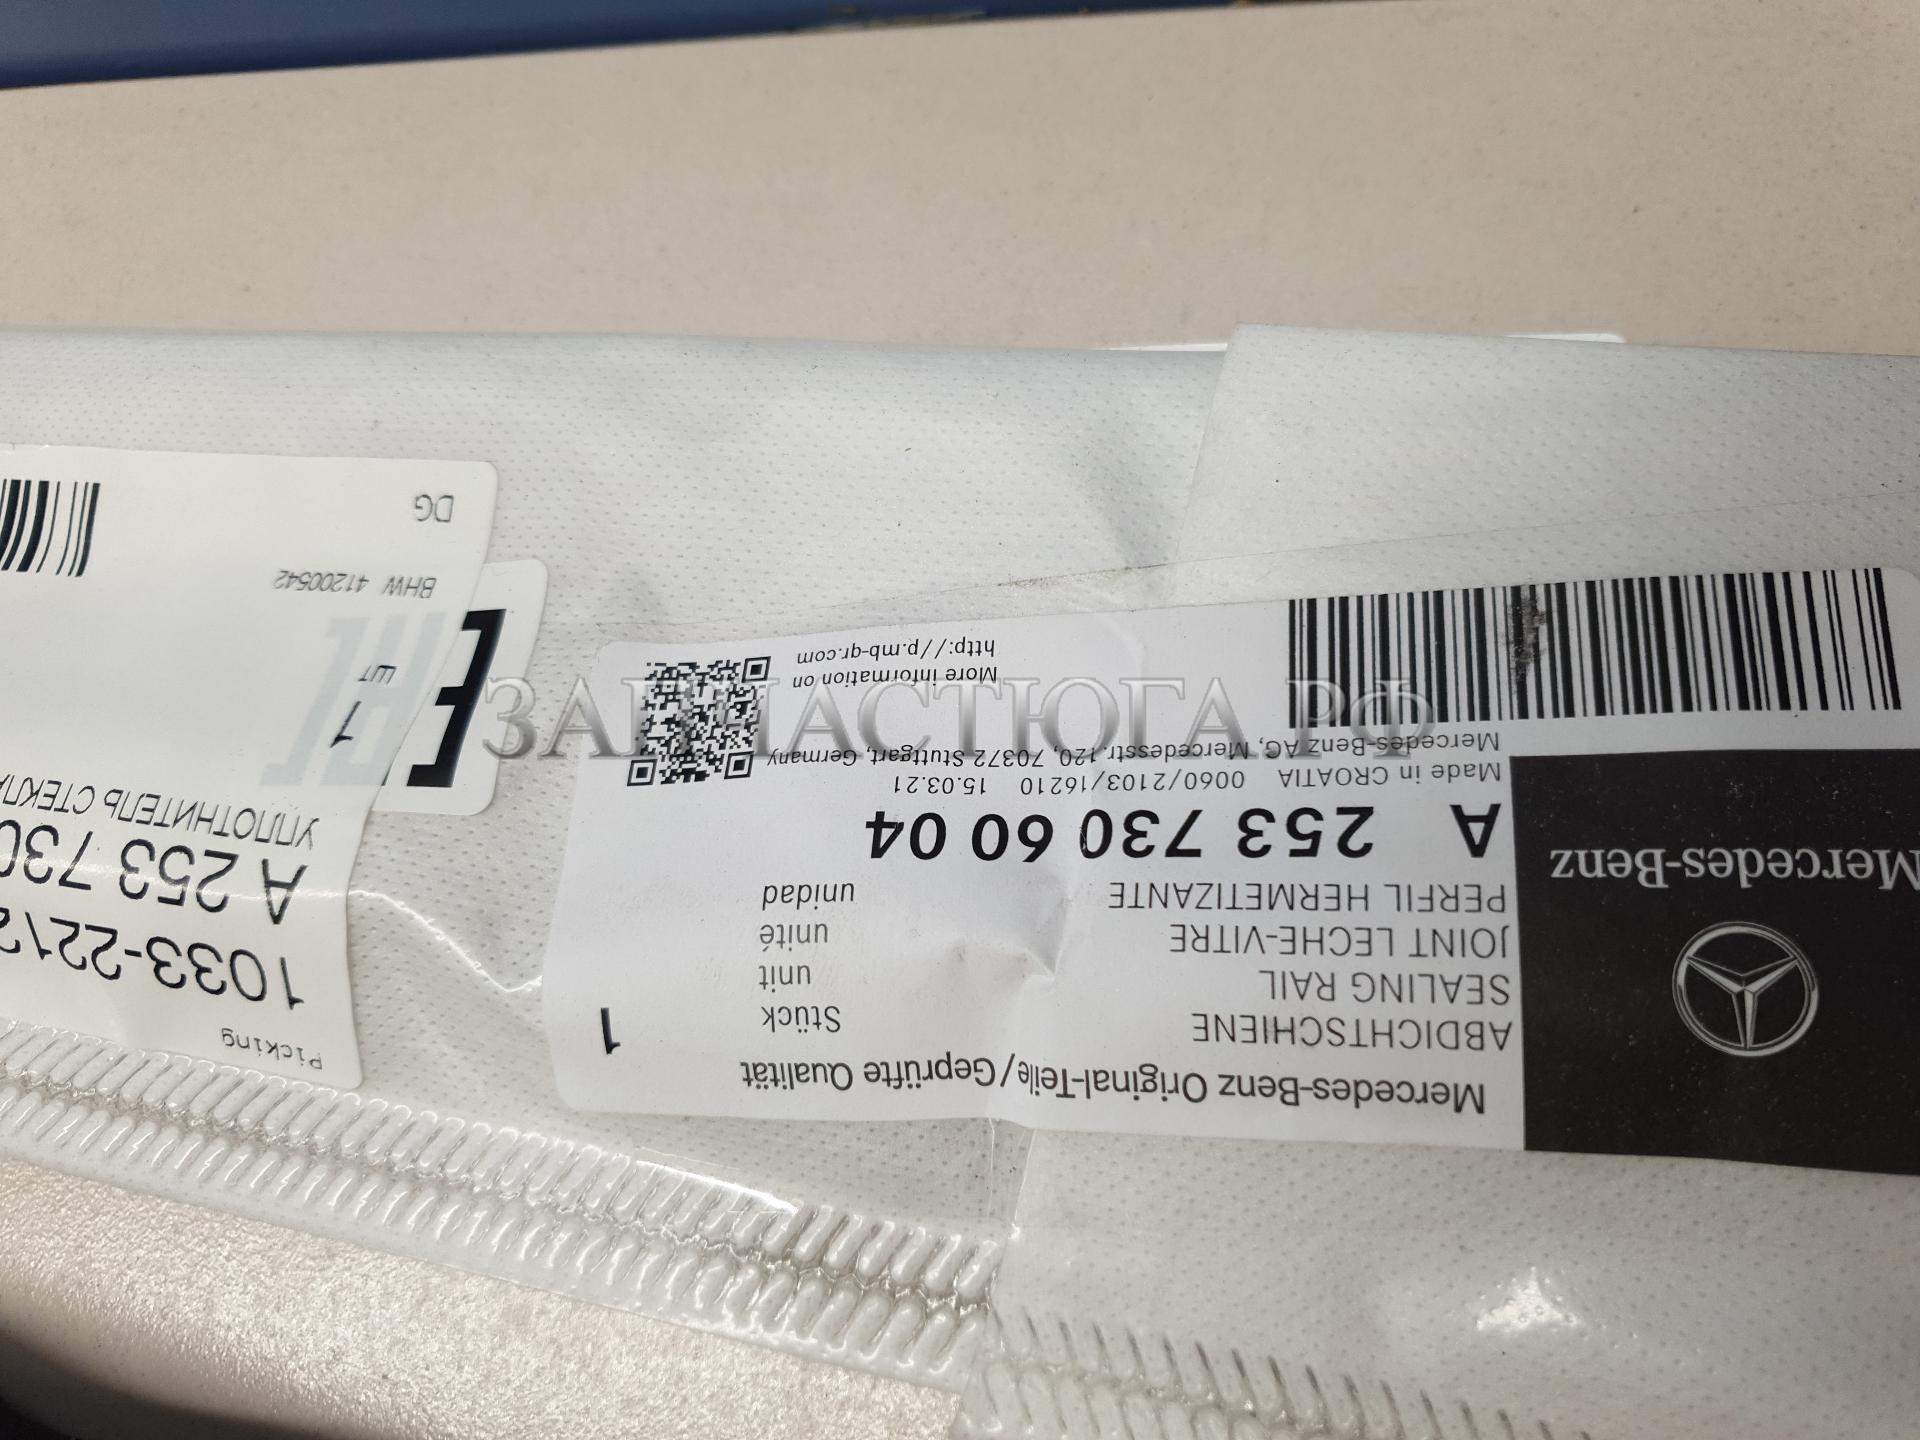 Mercedes-Benz
Mercedes-Benz Original-Teile/Geprüfte Qualität
ABDICHTSCHIENE Stück 1
SEALING RAIL unit
JOINT LECHE-VITRE unité
PERFIL HERMETIZANTE unidad
A 253 730 60 04
Made in CROATIA 0060/2103/16210 15.03.21
Mercedes-Benz AG, Mercedesstr. 120, 70372 Stuttgart, Germany
More information on
http://p.mb-qr.com
Picking
1033-221
A 253 730
УПЛОТНИТЕЛЬ
1 ШТ
BHW 41200542
DG
EAC
ЗАПЧАСТЮГА.РФ